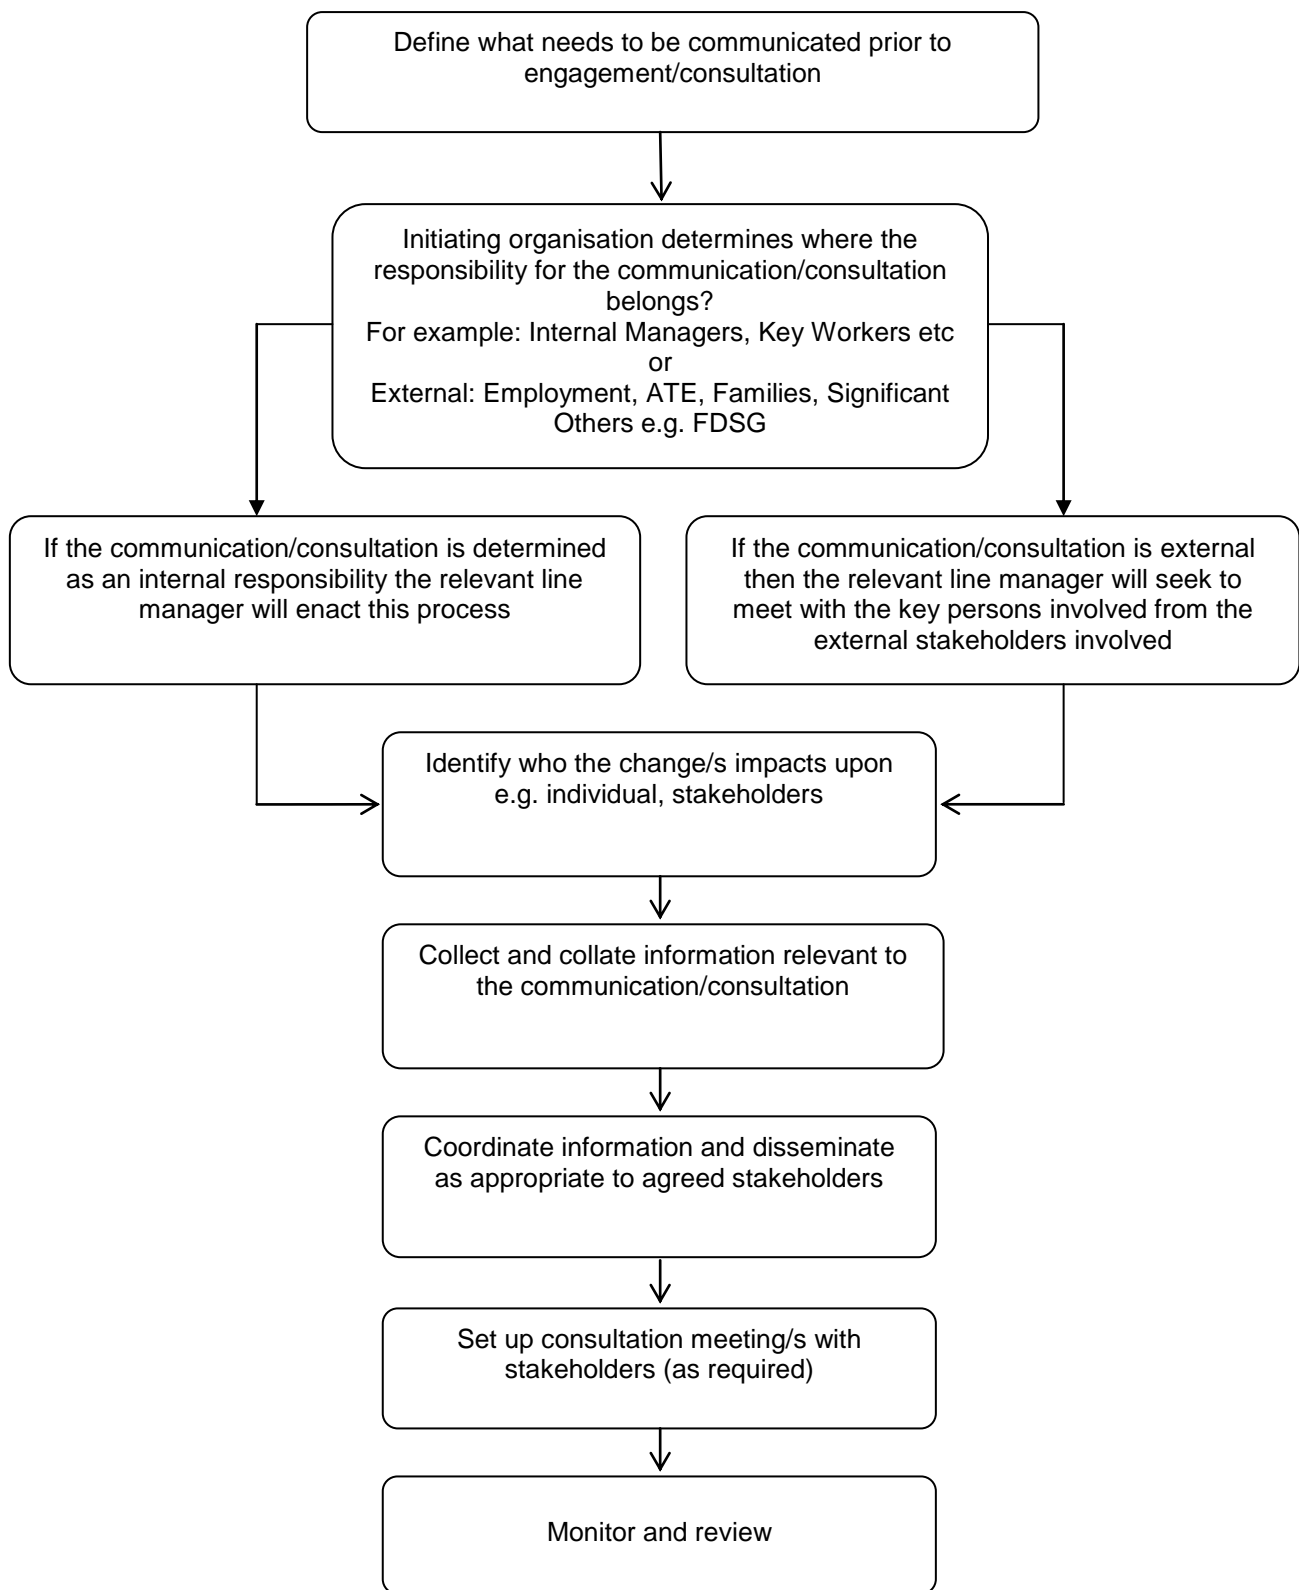 Define what needs to be communicated prior to
engagement/consultation
Initiating organisation determines where the
responsibility for the communication/consultation
belongs?
For example: Internal Managers, Key Workers etc
or
External: Employment, ATE, Families, Significant
Others e.g. FDSG
If the communication/consultation is determined
as an internal responsibility the relevant line
manager will enact this process
If the communication/consultation is external
then the relevant line manager will seek to
meet with the key persons involved from the
external stakeholders involved
Identify who the change/s impacts upon
e.g. individual, stakeholders
Collect and collate information relevant to
the communication/consultation
Coordinate information and disseminate
as appropriate to agreed stakeholders
Set up consultation meeting/s with
stakeholders (as required)
Monitor and review